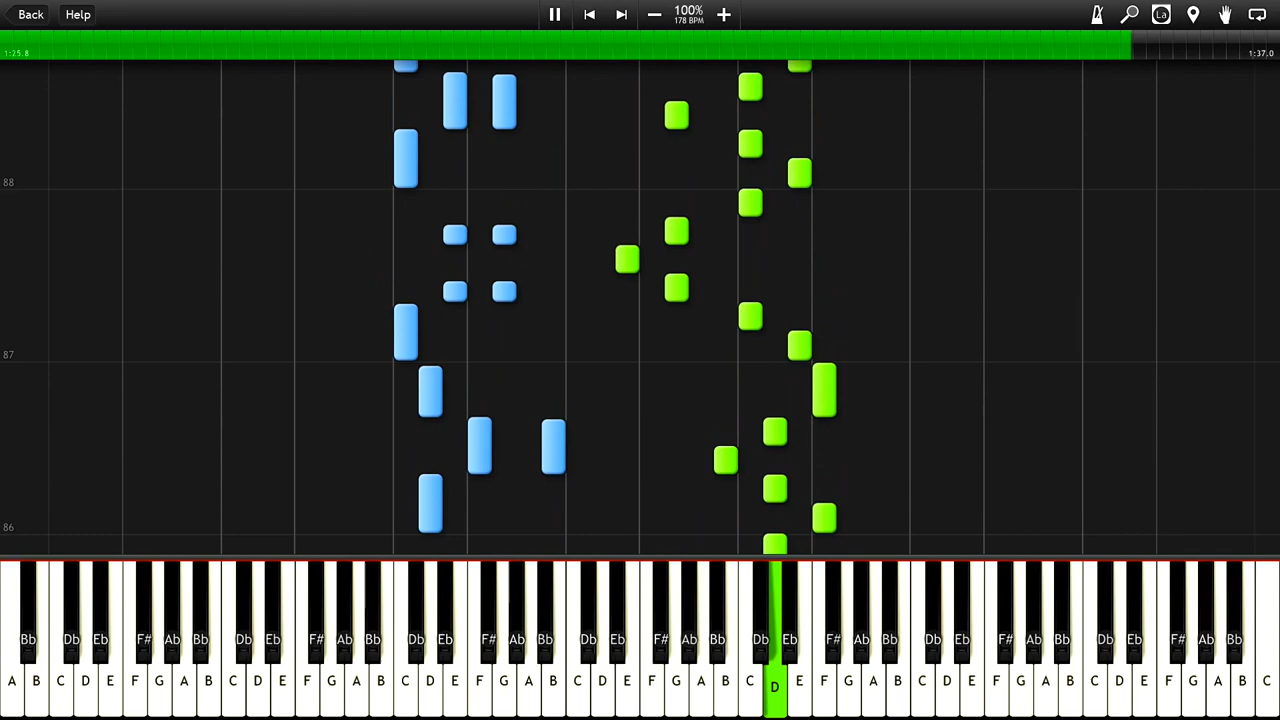 Back Help 100% La
178 BPM
1:25.8 1:37.0
88
87
86
Bb Db Eb F# Ab Bb Db Eb F# Ab Bb Db Eb F# Ab Bb Db Eb F# Ab Bb Db Eb F# Ab Bb Db Eb F# Ab Bb Db Eb F# Ab Bb
A B C D E F G A B C D E F G A B C D E F G A B C D E F G A B C D E F G A B C D E F G A B C D E F G A B C